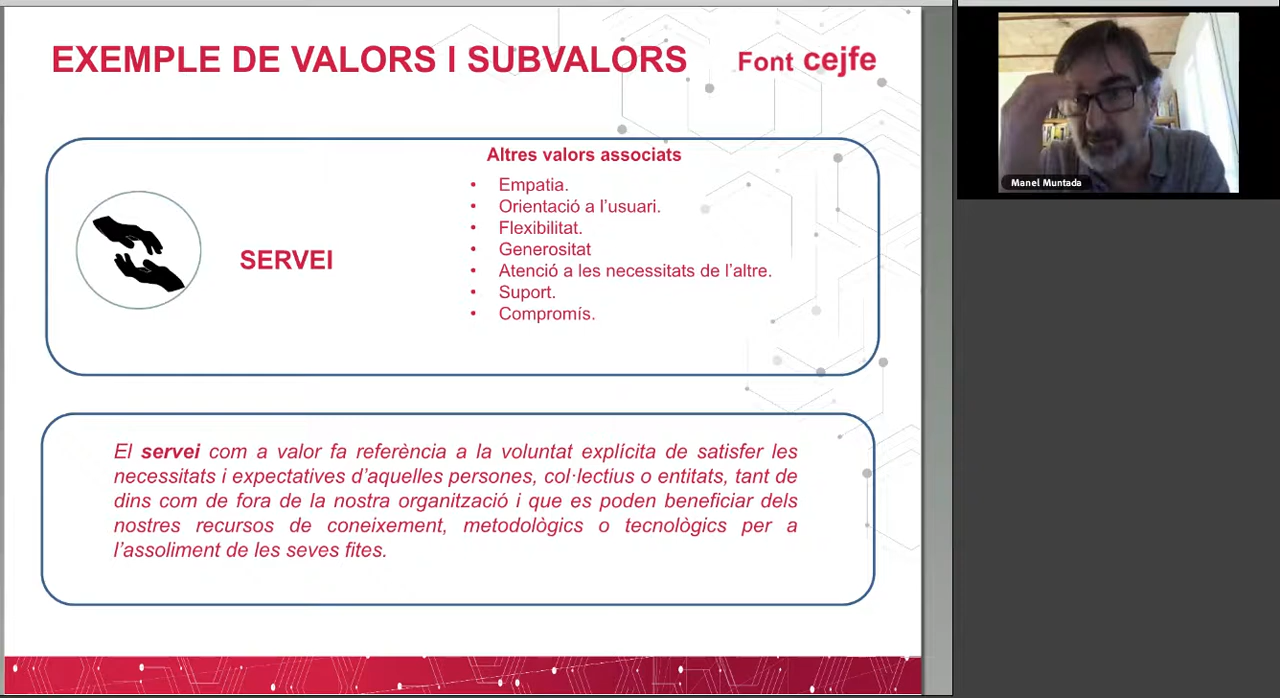 EXEMPLE DE VALORS I SUBVALORS
Font cejfe
Altres valors associats
• Empatia.
• Orientació a l’usuari.
• Flexibilitat.
• Generositat
• Atenció a les necessitats de l’altre.
• Suport.
• Compromís.
SERVEI
El servei com a valor fa referència a la voluntat explícita de satisfer les
necessitats i expectatives d’aquelles persones, col·lectius o entitats, tant de
dins com de fora de la nostra organització i que es poden beneficiar dels
nostres recursos de coneixement, metodològics o tecnològics per a
l’assoliment de les seves fites.
Manel Muntada